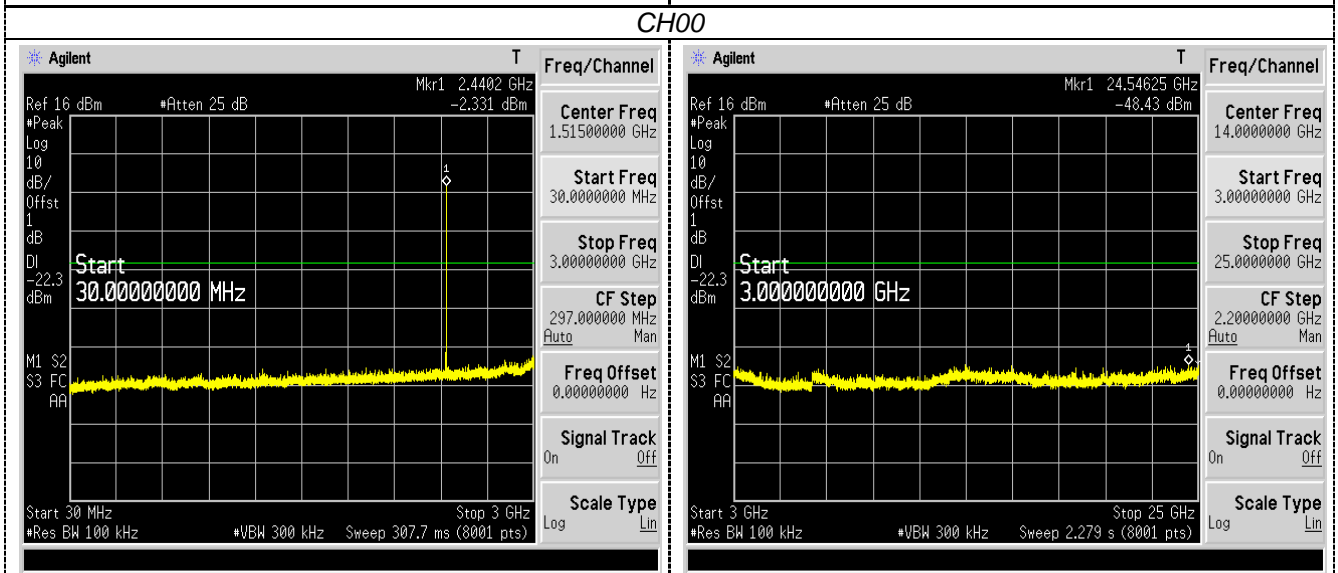 CH00
Agilent T
Mkr1 2.4402 GHz
Ref 16 dBm #Atten 25 dB -2.331 dBm
#Peak
Log
10
dB/
Offst
1
dB
DI
-22.3
dBm
M1 S2
S3 FC
AA
1
Start
30.00000000 MHz
Start 30 MHz Stop 3 GHz
#Res BW 100 kHz #VBW 300 kHz Sweep 307.7 ms (8001 pts)
Freq/Channel
Center Freq
1.51500000 GHz
Start Freq
30.0000000 MHz
Stop Freq
3.00000000 GHz
CF Step
297.000000 MHz
Auto Man
Freq Offset
0.00000000 Hz
Signal Track
On Off
Scale Type
Log Lin
Agilent T
Mkr1 24.54625 GHz
Ref 16 dBm #Atten 25 dB -48.43 dBm
#Peak
Log
10
dB/
Offst
1
dB
DI
-22.3
dBm
M1 S2
S3 FC
AA
1
Start
3.000000000 GHz
Start 3 GHz Stop 25 GHz
#Res BW 100 kHz #VBW 300 kHz Sweep 2.279 s (8001 pts)
Freq/Channel
Center Freq
14.0000000 GHz
Start Freq
3.00000000 GHz
Stop Freq
25.0000000 GHz
CF Step
2.20000000 GHz
Auto Man
Freq Offset
0.00000000 Hz
Signal Track
On Off
Scale Type
Log Lin